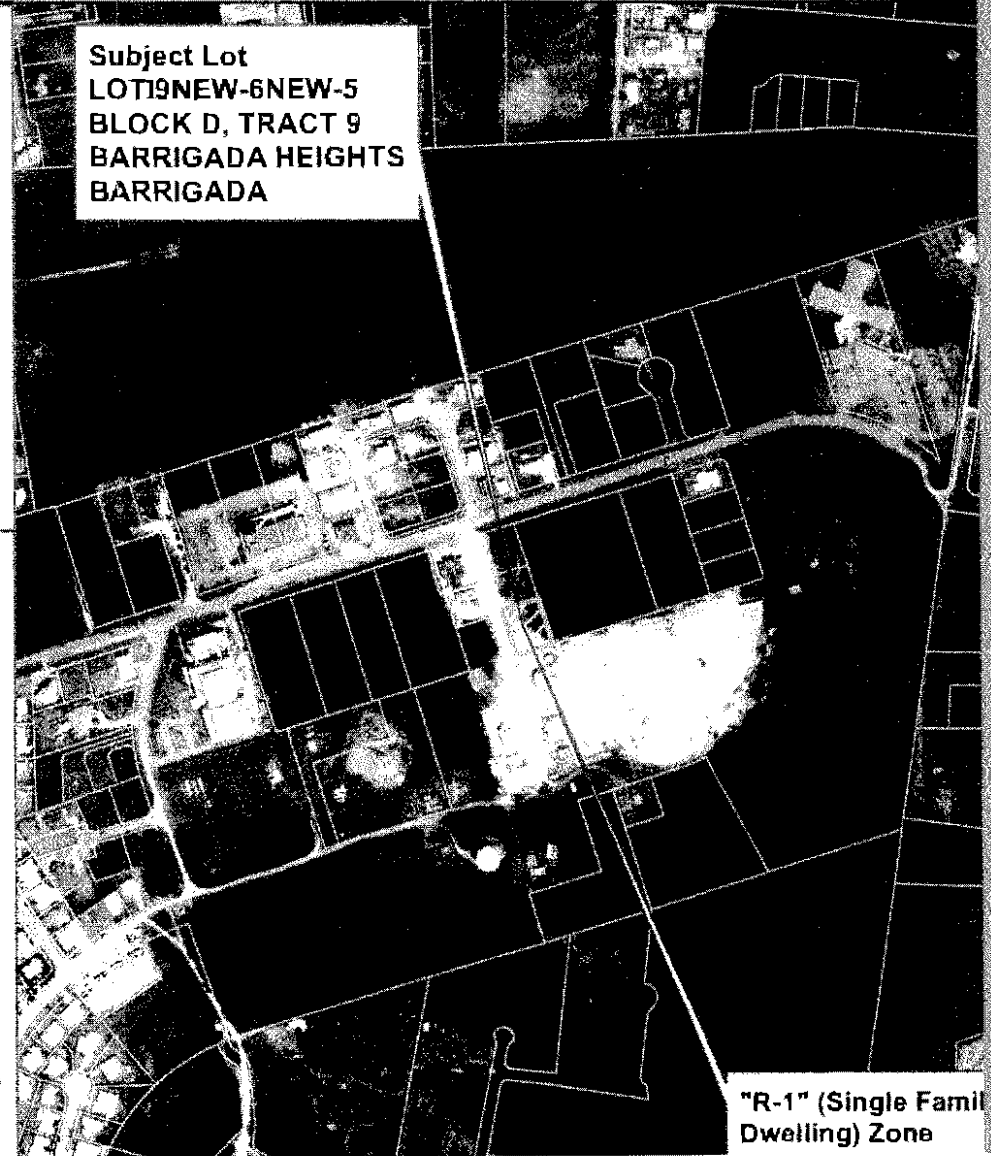 Subject Lot
LOT19NEW-6NEW-5
BLOCK D, TRACT 9
BARRIGADA HEIGHTS
BARRIGADA
"R-1" (Single Famil
Dwelling) Zone